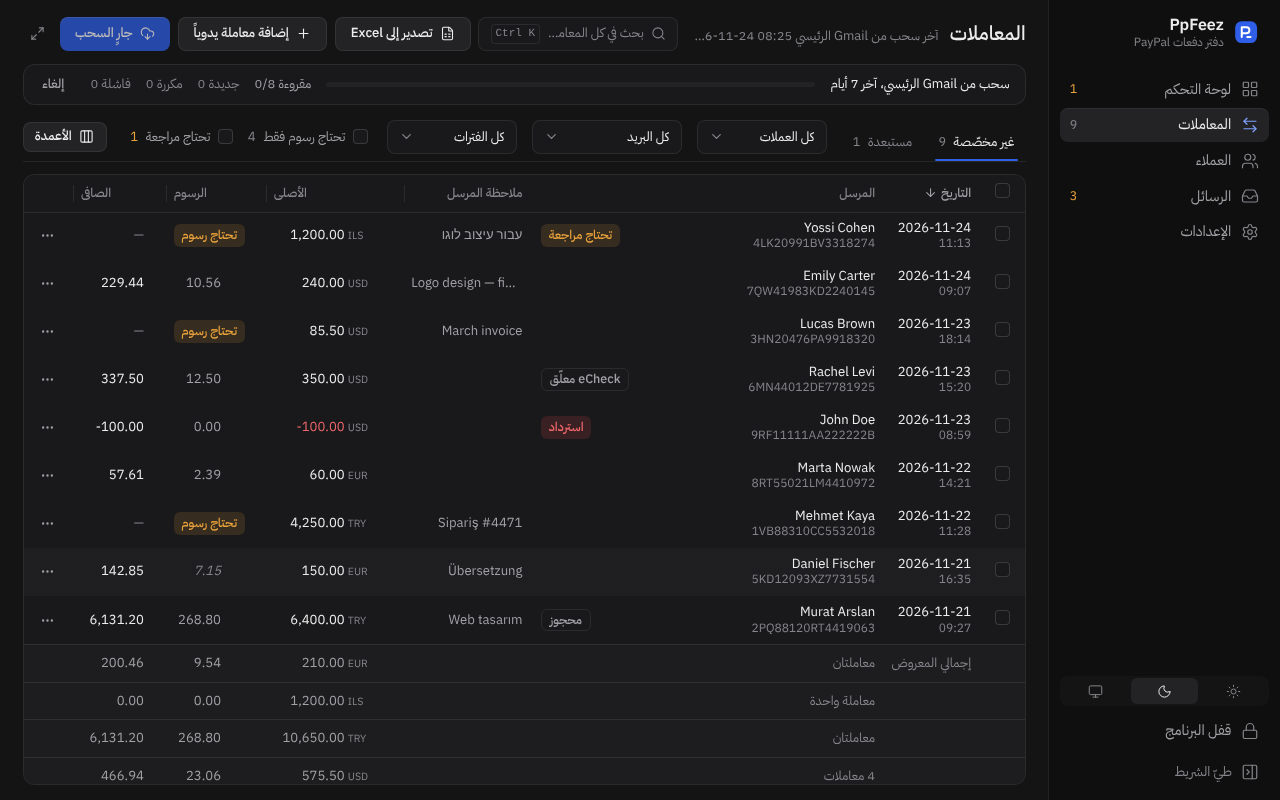 PpFeez
دفتر دفعات PayPal
لوحة التحكم 1
المعاملات 9
العملاء
الرسائل 3
الإعدادات
قفل البرنامج
طيّ الشريط
المعاملات
آخر سحب من Gmail الرئيسي 08:25 24-11-6...
بحث في كل المعامـ... Ctrl K
تصدير إلى Excel
إضافة معاملة يدوياً
جارٍ السحب
سحب من Gmail الرئيسي، آخر 7 أيام
مقروءة 0/8
جديدة 0
مكررة 0
فاشلة 0
إلغاء
غير مخصّصة 9
مستبعدة 1
كل العملات
كل البريد
كل الفترات
تحتاج رسوم فقط 4
تحتاج مراجعة 1
الأعمدة
التاريخ ↓ المرسل ملاحظة المرسل الأصلي الرسوم الصافي
2026-11-24 Yossi Cohen تحتاج مراجعة עבור עיצוב לוגו 1,200.00 ILS تحتاج رسوم —
11:13 4LK20991BV3318274
2026-11-24 Emily Carter Logo design — fi... 240.00 USD 10.56 229.44
09:07 7QW41983KD2240145
2026-11-23 Lucas Brown March invoice 85.50 USD تحتاج رسوم —
18:14 3HN20476PA9918320
2026-11-23 Rachel Levi eCheck معلّق 350.00 USD 12.50 337.50
15:20 6MN44012DE7781925
2026-11-23 John Doe استرداد -100.00 USD 0.00 -100.00
08:59 9RF11111AA222222B
2026-11-22 Marta Nowak 60.00 EUR 2.39 57.61
14:21 8RT55021LM4410972
2026-11-22 Mehmet Kaya Sipariş #4471 4,250.00 TRY تحتاج رسوم —
11:28 1VB88310CC5532018
2026-11-21 Daniel Fischer Übersetzung 150.00 EUR 7.15 142.85
16:35 5KD12093XZ7731554
2026-11-21 Murat Arslan محجوز Web tasarım 6,400.00 TRY 268.80 6,131.20
09:27 2PQ88120RT4419063
إجمالي المعروض معاملتان 210.00 EUR 9.54 200.46
معاملة واحدة 1,200.00 ILS 0.00 0.00
معاملتان 10,650.00 TRY 268.80 6,131.20
4 معاملات 575.50 USD 23.06 466.94